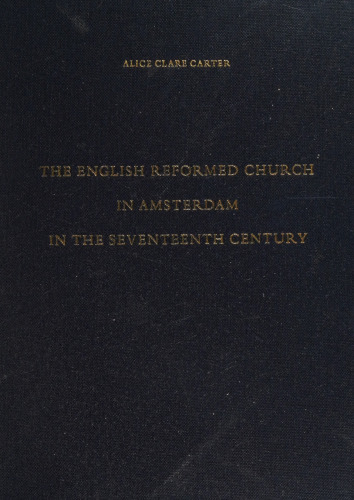 ALICE CLARE CARTER
THE ENGLISH REFORMED CHURCH
IN AMSTERDAM
IN THE SEVENTEENTH CENTURY